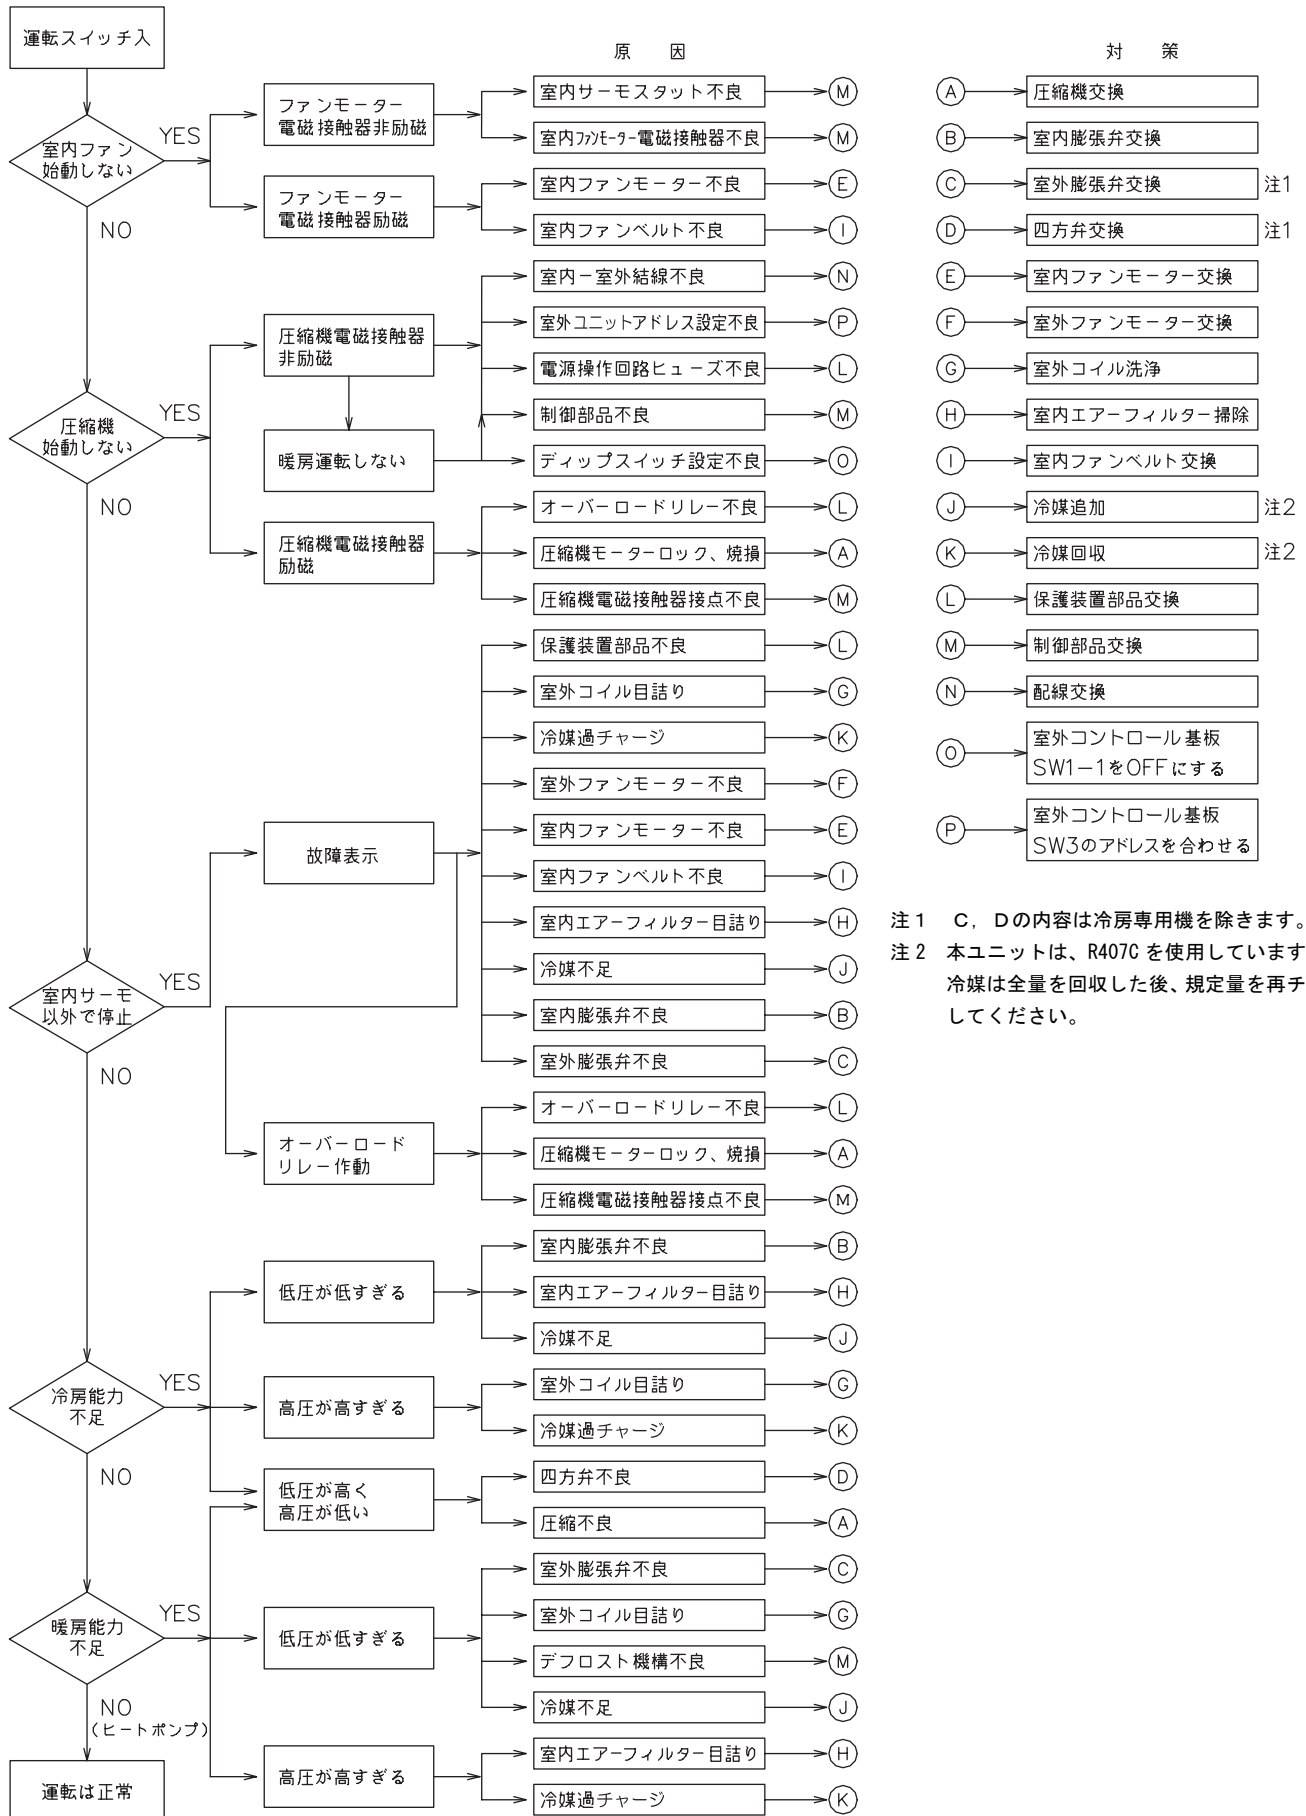 運転スイッチ入
室内ファン
始動しない
YES
NO
圧縮機
始動しない
YES
NO
室内サーモ
以外で停止
YES
NO
冷房能力
不足
YES
NO
暖房能力
不足
YES
NO
(ヒートポンプ)
運転は正常
ファンモーター
電磁接触器非励磁
ファンモーター
電磁接触器励磁
圧縮機電磁接触器
非励磁
暖房運転しない
圧縮機電磁接触器
励磁
故障表示
オーバーロード
リレー作動
低圧が低すぎる
高圧が高すぎる
低圧が高く
高圧が低い
低圧が低すぎる
高圧が高すぎる
原 因
室内サーモスタット不良 M
室内ファンモーター電磁接触器不良 M
室内ファンモーター不良 E
室内ファンベルト不良 I
室内ー室外結線不良 N
室外ユニットアドレス設定不良 P
電源操作回路ヒューズ不良 L
制御部品不良 M
ディップスイッチ設定不良 O
オーバーロードリレー不良 L
圧縮機モーターロック、焼損 A
圧縮機電磁接触器接点不良 M
保護装置部品不良 L
室外コイル目詰り G
冷媒過チャージ K
室外ファンモーター不良 F
室内ファンモーター不良 E
室内ファンベルト不良 I
室内エアーフィルター目詰り H
冷媒不足 J
室内膨張弁不良 B
室外膨張弁不良 C
オーバーロードリレー不良 L
圧縮機モーターロック、焼損 A
圧縮機電磁接触器接点不良 M
室内膨張弁不良 B
室内エアーフィルター目詰り H
冷媒不足 J
室外コイル目詰り G
冷媒過チャージ K
四方弁不良 D
圧縮不良 A
室外膨張弁不良 C
室外コイル目詰り G
デフロスト機構不良 M
冷媒不足 J
室内エアーフィルター目詰り H
冷媒過チャージ K
対 策
A 圧縮機交換
B 室内膨張弁交換
C 室外膨張弁交換 注1
D 四方弁交換 注1
E 室内ファンモーター交換
F 室外ファンモーター交換
G 室外コイル洗浄
H 室内エアーフィルター掃除
I 室内ファンベルト交換
J 冷媒追加 注2
K 冷媒回収 注2
L 保護装置部品交換
M 制御部品交換
N 配線交換
O 室外コントロール基板
SW1ー1をOFFにする
P 室外コントロール基板
SW3のアドレスを合わせる
注1 C，Dの内容は冷房専用機を除きます。
注2 本ユニットは、R407Cを使用しています
冷媒は全量を回収した後、規定量を再チ
してください。